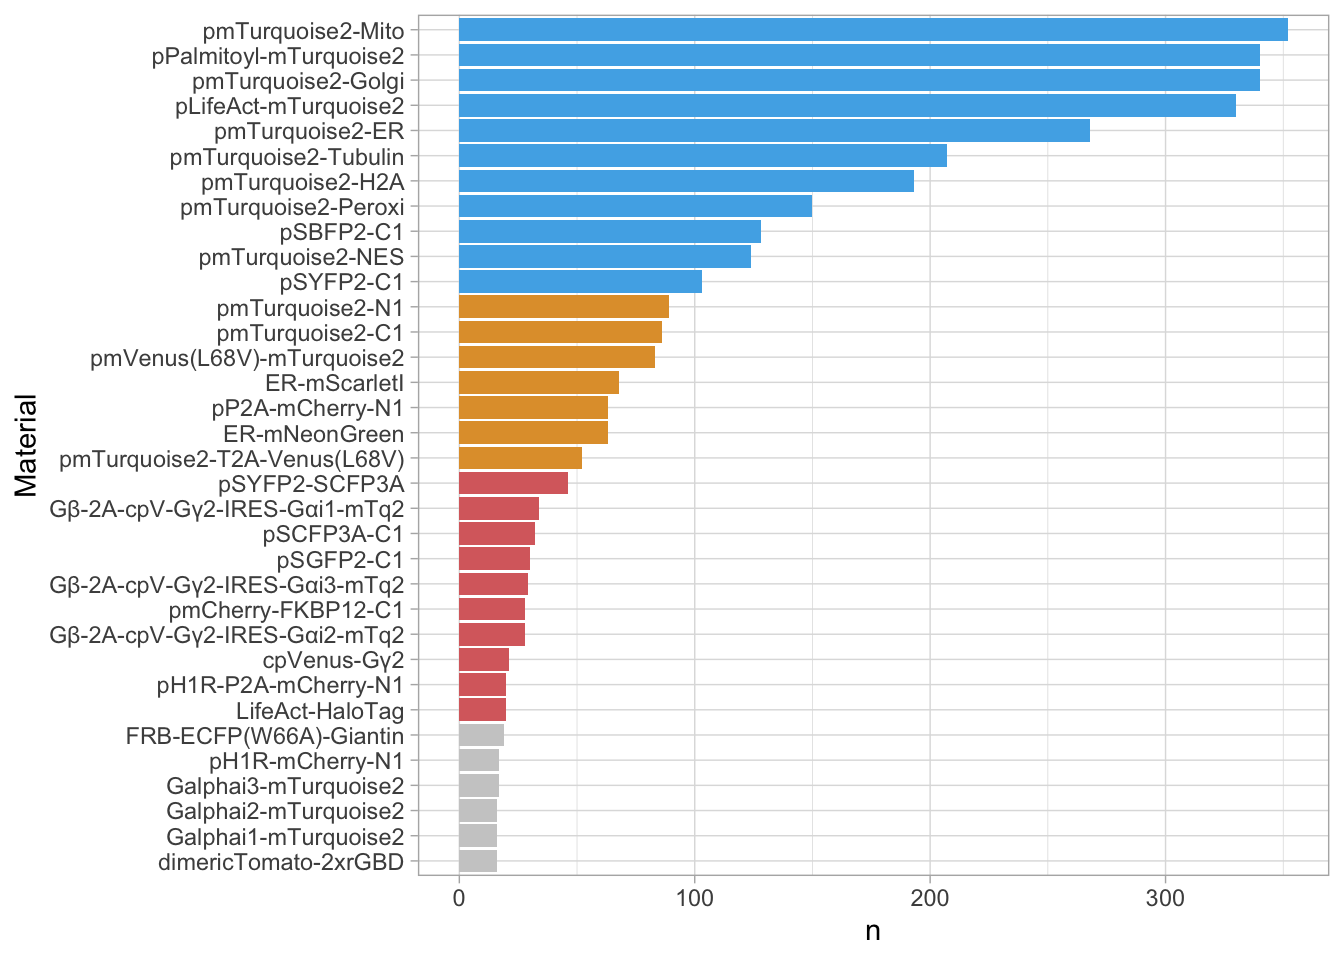 Material
pmTurquoise2-Mito
pPalmitoyl-mTurquoise2
pmTurquoise2-Golgi
pLifeAct-mTurquoise2
pmTurquoise2-ER
pmTurquoise2-Tubulin
pmTurquoise2-H2A
pmTurquoise2-Peroxi
pSBFP2-C1
pmTurquoise2-NES
pSYFP2-C1
pmTurquoise2-N1
pmTurquoise2-C1
pmVenus(L68V)-mTurquoise2
ER-mScarletI
pP2A-mCherry-N1
ER-mNeonGreen
pmTurquoise2-T2A-Venus(L68V)
pSYFP2-SCFP3A
Gβ-2A-cpV-Gγ2-IRES-Gαi1-mTq2
pSCFP3A-C1
pSGFP2-C1
Gβ-2A-cpV-Gγ2-IRES-Gαi3-mTq2
pmCherry-FKBP12-C1
Gβ-2A-cpV-Gγ2-IRES-Gαi2-mTq2
cpVenus-Gγ2
pH1R-P2A-mCherry-N1
LifeAct-HaloTag
FRB-ECFP(W66A)-Giantin
pH1R-mCherry-N1
Galphai3-mTurquoise2
Galphai2-mTurquoise2
Galphai1-mTurquoise2
dimericTomato-2xrGBD
0 100 200 300
n